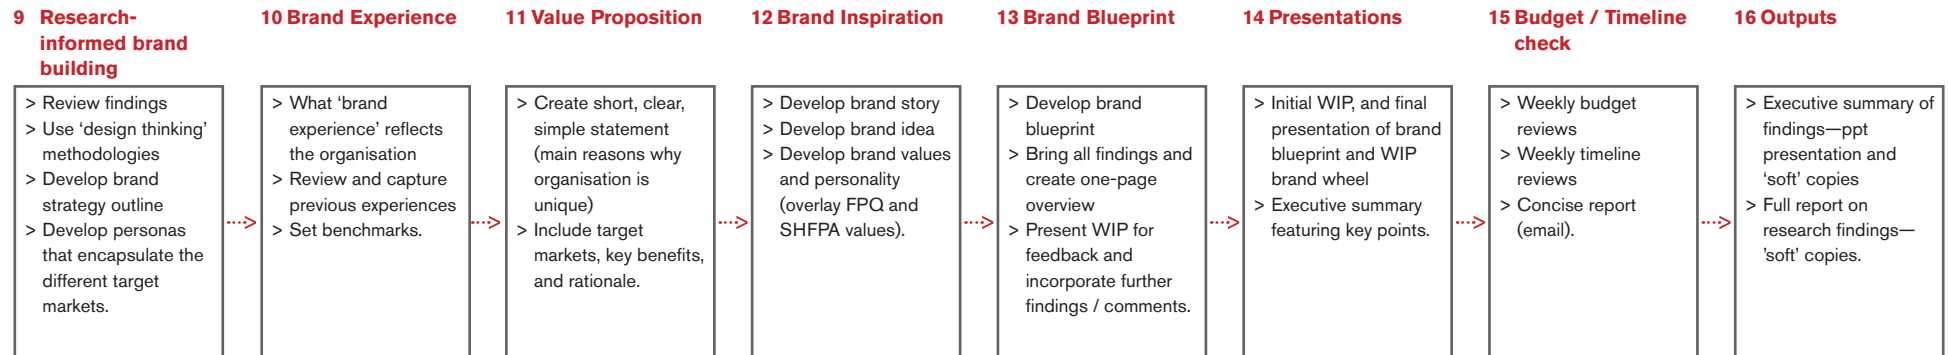 9 Research-
informed brand
building
> Review findings
> Use ‘design thinking’
methodologies
> Develop brand
strategy outline
> Develop personas
that encapsulate the
different target
markets.
10 Brand Experience
> What ‘brand
experience’ reflects
the organisation
> Review and capture
previous experiences
> Set benchmarks.
11 Value Proposition
> Create short, clear,
simple statement
(main reasons why
organisation is
unique)
> Include target
markets, key benefits,
and rationale.
12 Brand Inspiration
> Develop brand story
> Develop brand idea
> Develop brand values
and personality
(overlay FPQ and
SHFPA values).
13 Brand Blueprint
> Develop brand
blueprint
> Bring all findings and
create one-page
overview
> Present WIP for
feedback and
incorporate further
findings / comments.
14 Presentations
> Initial WIP, and final
presentation of brand
blueprint and WIP
brand wheel
> Executive summary
featuring key points.
15 Budget / Timeline
check
> Weekly budget
reviews
> Weekly timeline
reviews
> Concise report
(email).
16 Outputs
> Executive summary of
findings—ppt
presentation and
‘soft’ copies
> Full report on
research findings—
’soft’ copies.